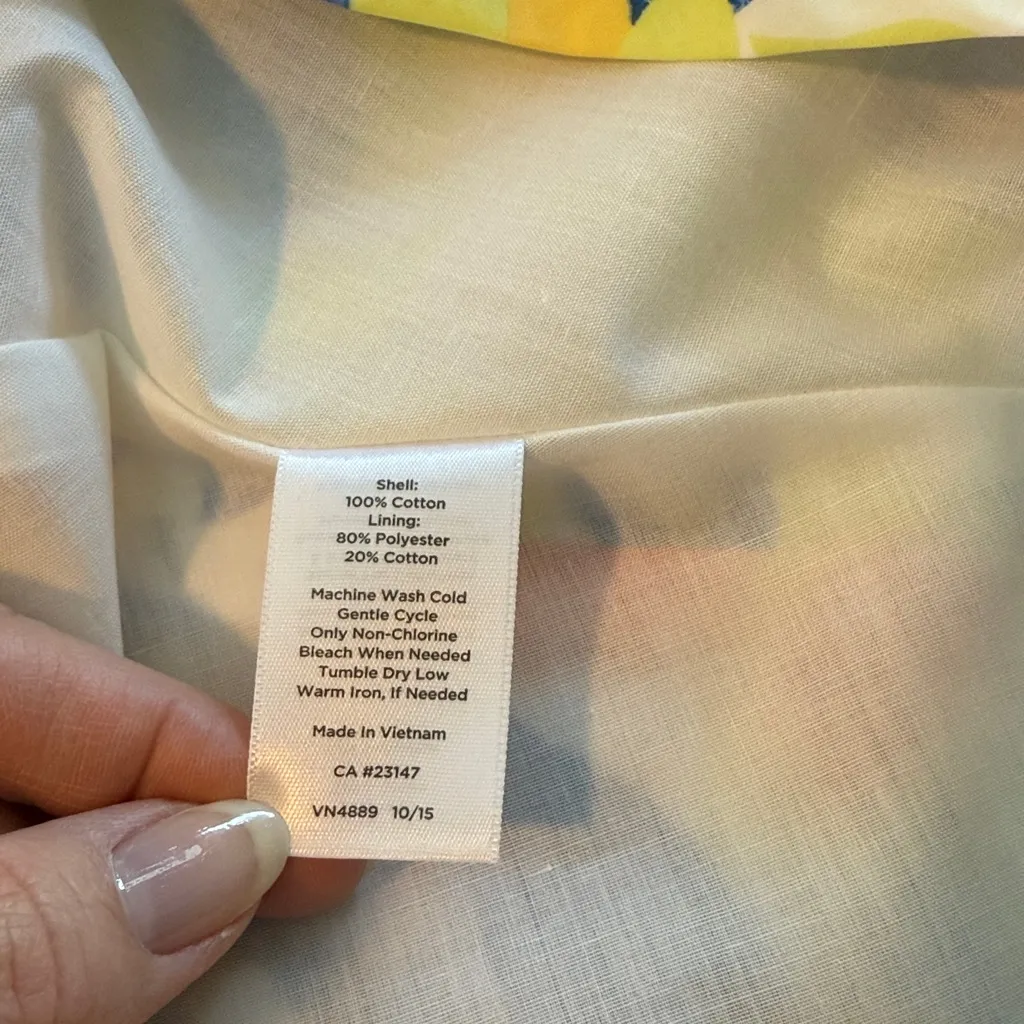 Shell:
100% Cotton
Lining:
80% Polyester
20% Cotton
Machine Wash Cold
Gentle Cycle
Only Non-Chlorine
Bleach When Needed
Tumble Dry Low
Warm Iron, If Needed
Made In Vietnam
CA #23147
VN4889 10/15